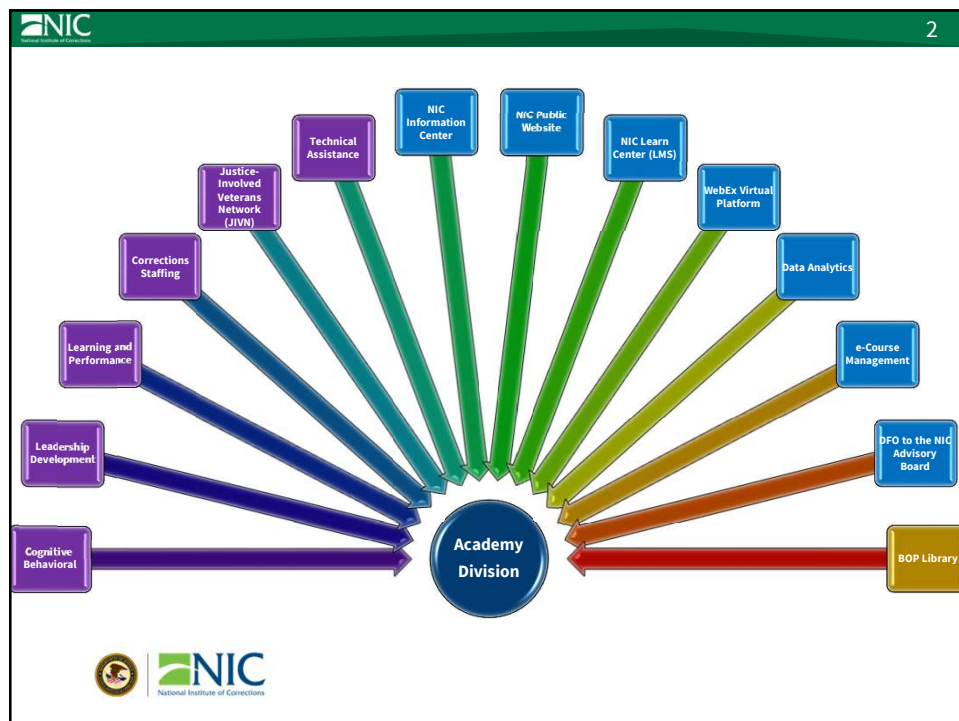 NIC
National Institute of Corrections
2
NIC
Information
Center
NIC Public
Website
Technical
Assistance
NIC Learn
Center (LMS)
Justice-
Involved
Veterans
Network
(JIVN)
WebEx Virtual
Platform
Corrections
Staffing
Data Analytics
Learning and
Performance
e-Course
Management
Leadership
Development
DFO to the NIC
Advisory
Board
Cognitive
Behavioral
Academy
Division
BOP Library
NIC
National Institute of Corrections